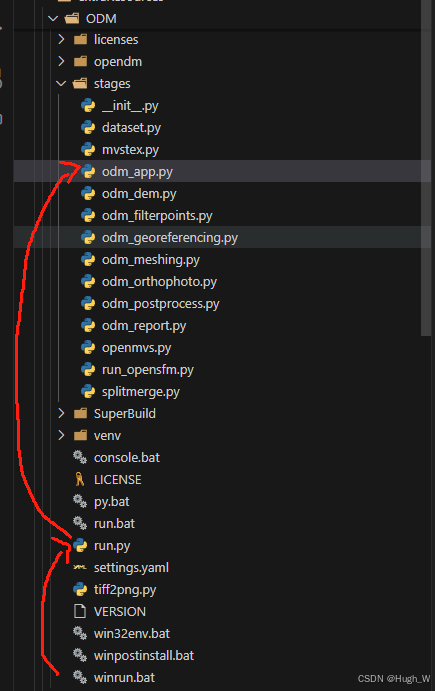 ODM
licenses
opendm
stages
__init__.py
dataset.py
mvstex.py
odm_app.py
odm_dem.py
odm_filterpoints.py
odm_georeferencing.py
odm_meshing.py
odm_orthophoto.py
odm_postprocess.py
odm_report.py
openmvs.py
run_opensfm.py
splitmerge.py
SuperBuild
venv
console.bat
LICENSE
py.bat
run.bat
run.py
settings.yaml
tiff2png.py
VERSION
win32env.bat
winpostinstall.bat
winrun.bat
CSDN @Hugh_W